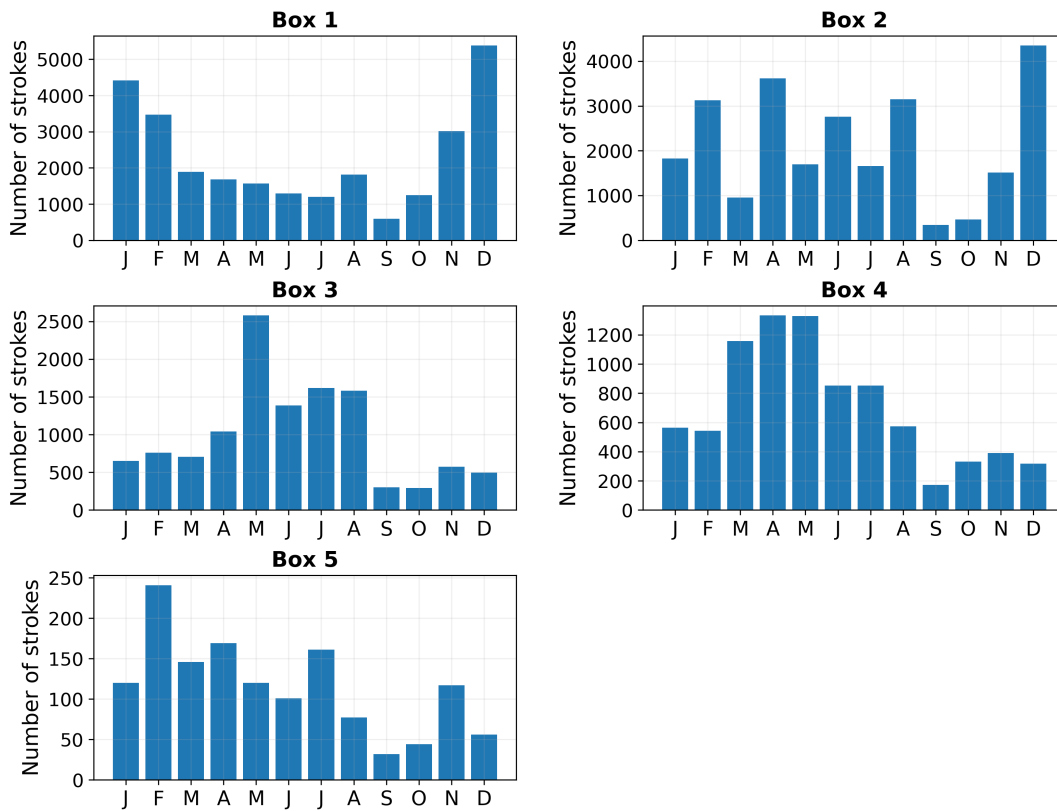 Box 1
Number of strokes
5000
4000
3000
2000
1000
0
J F M A M J J A S O N D
Box 2
Number of strokes
4000
3000
2000
1000
0
J F M A M J J A S O N D
Box 3
Number of strokes
2500
2000
1500
1000
500
0
J F M A M J J A S O N D
Box 4
Number of strokes
1200
1000
800
600
400
200
0
J F M A M J J A S O N D
Box 5
Number of strokes
250
200
150
100
50
0
J F M A M J J A S O N D